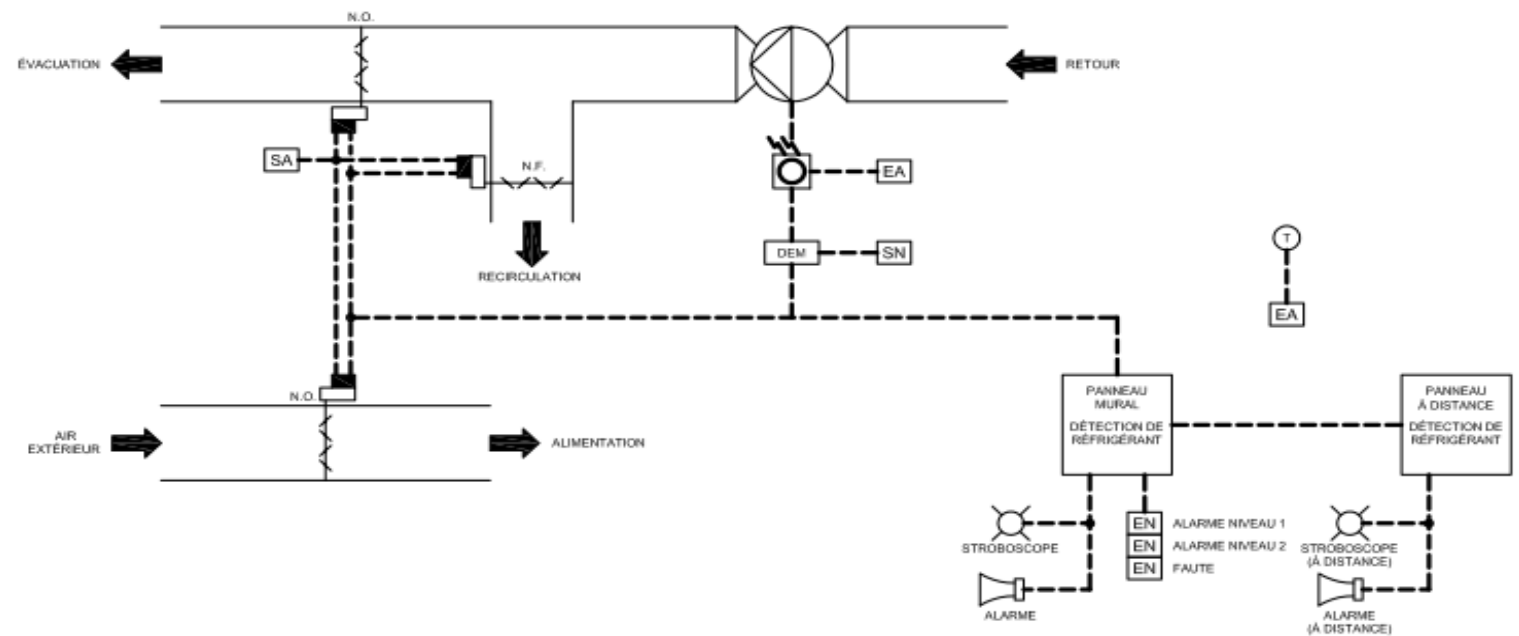 N.O.
ÉVACUATION
RETOUR
SA
N.F.
EA
RECIRCULATION
DEM
SN
T
EA
N.O.
AIR
EXTÉRIEUR
ALIMENTATION
PANNEAU
MURAL
DÉTECTION DE
RÉFRIGÉRANT
PANNEAU
À DISTANCE
DÉTECTION DE
RÉFRIGÉRANT
STROBOSCOPE
ALARME
EN ALARME NIVEAU 1
EN ALARME NIVEAU 2
EN FAUTE
STROBOSCOPE
(À DISTANCE)
ALARME
(À DISTANCE)